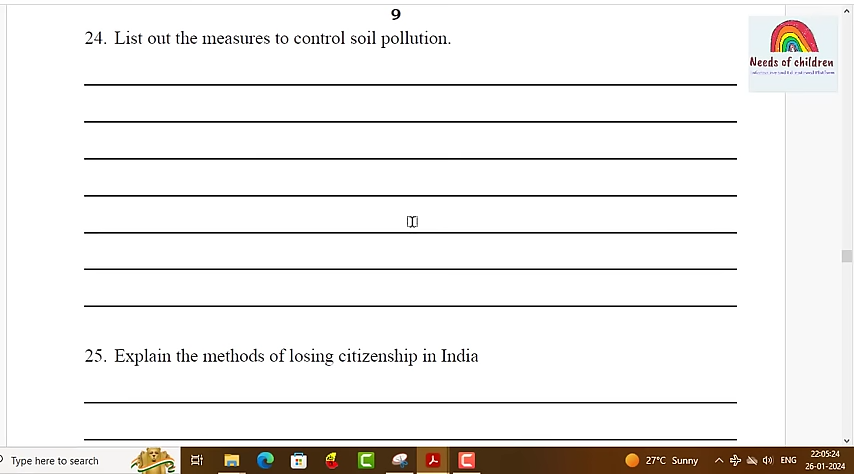 9
24. List out the measures to control soil pollution.
Needs of children
25. Explain the methods of losing citizenship in India
Type here to search
27°C Sunny
ENG
22:05:24
26-01-2024